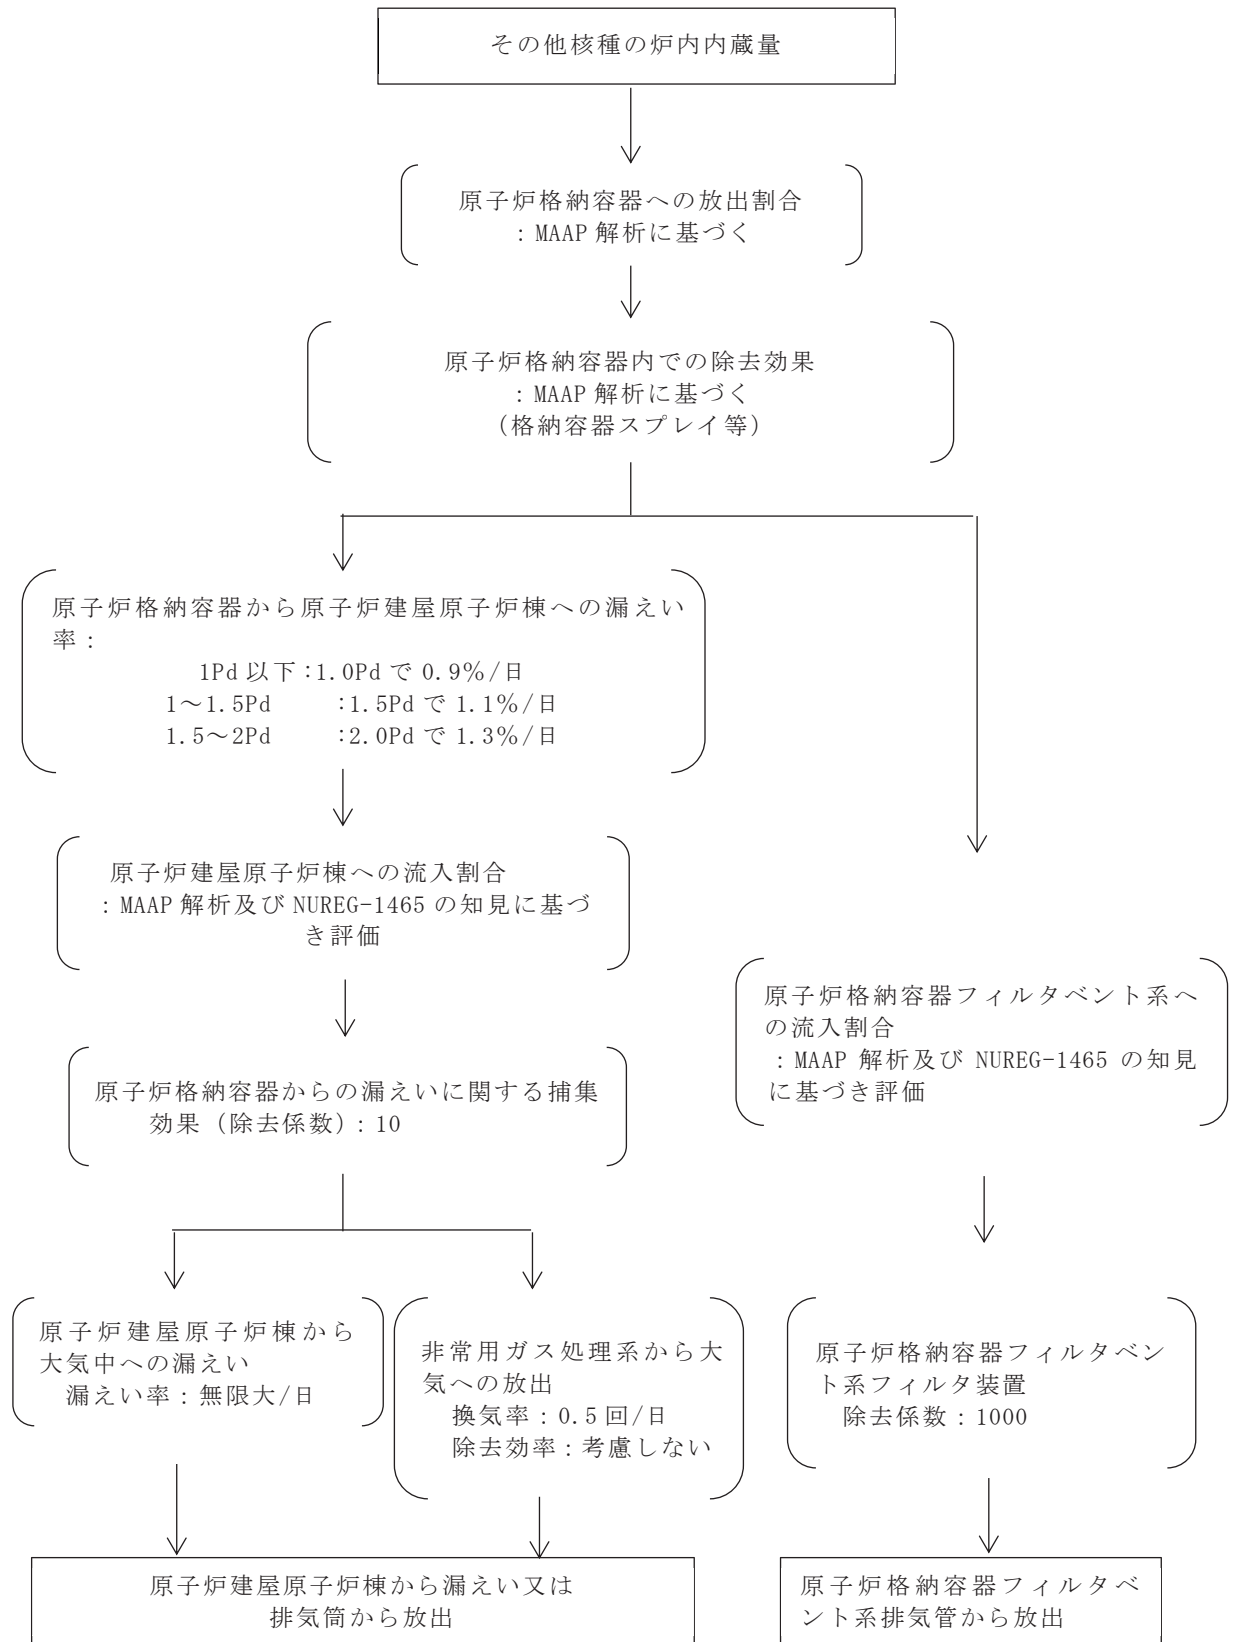 その他核種の炉内内蔵量
原子炉格納容器への放出割合
：MAAP 解析に基づく
原子炉格納容器内での除去効果
：MAAP 解析に基づく
（格納容器スプレイ等）
原子炉格納容器から原子炉建屋原子炉棟への漏えい
率：
1Pd 以下：1.0Pd で 0.9％/日
1～1.5Pd ：1.5Pd で 1.1％/日
1.5～2Pd ：2.0Pd で 1.3％/日
原子炉建屋原子炉棟への流入割合
：MAAP 解析及び NUREG-1465 の知見に基づ
き評価
原子炉格納容器からの漏えいに関する捕集
効果（除去係数）：10
原子炉格納容器フィルタベント系へ
の流入割合
：MAAP 解析及び NUREG-1465 の知見
に基づき評価
原子炉建屋原子炉棟から
大気中への漏えい
漏えい率：無限大/日
非常用ガス処理系から大
気への放出
換気率：0.5 回/日
除去効率：考慮しない
原子炉格納容器フィルタベン
ト系フィルタ装置
除去係数：1000
原子炉建屋原子炉棟から漏えい又は
排気筒から放出
原子炉格納容器フィルタベ
ント系排気管から放出